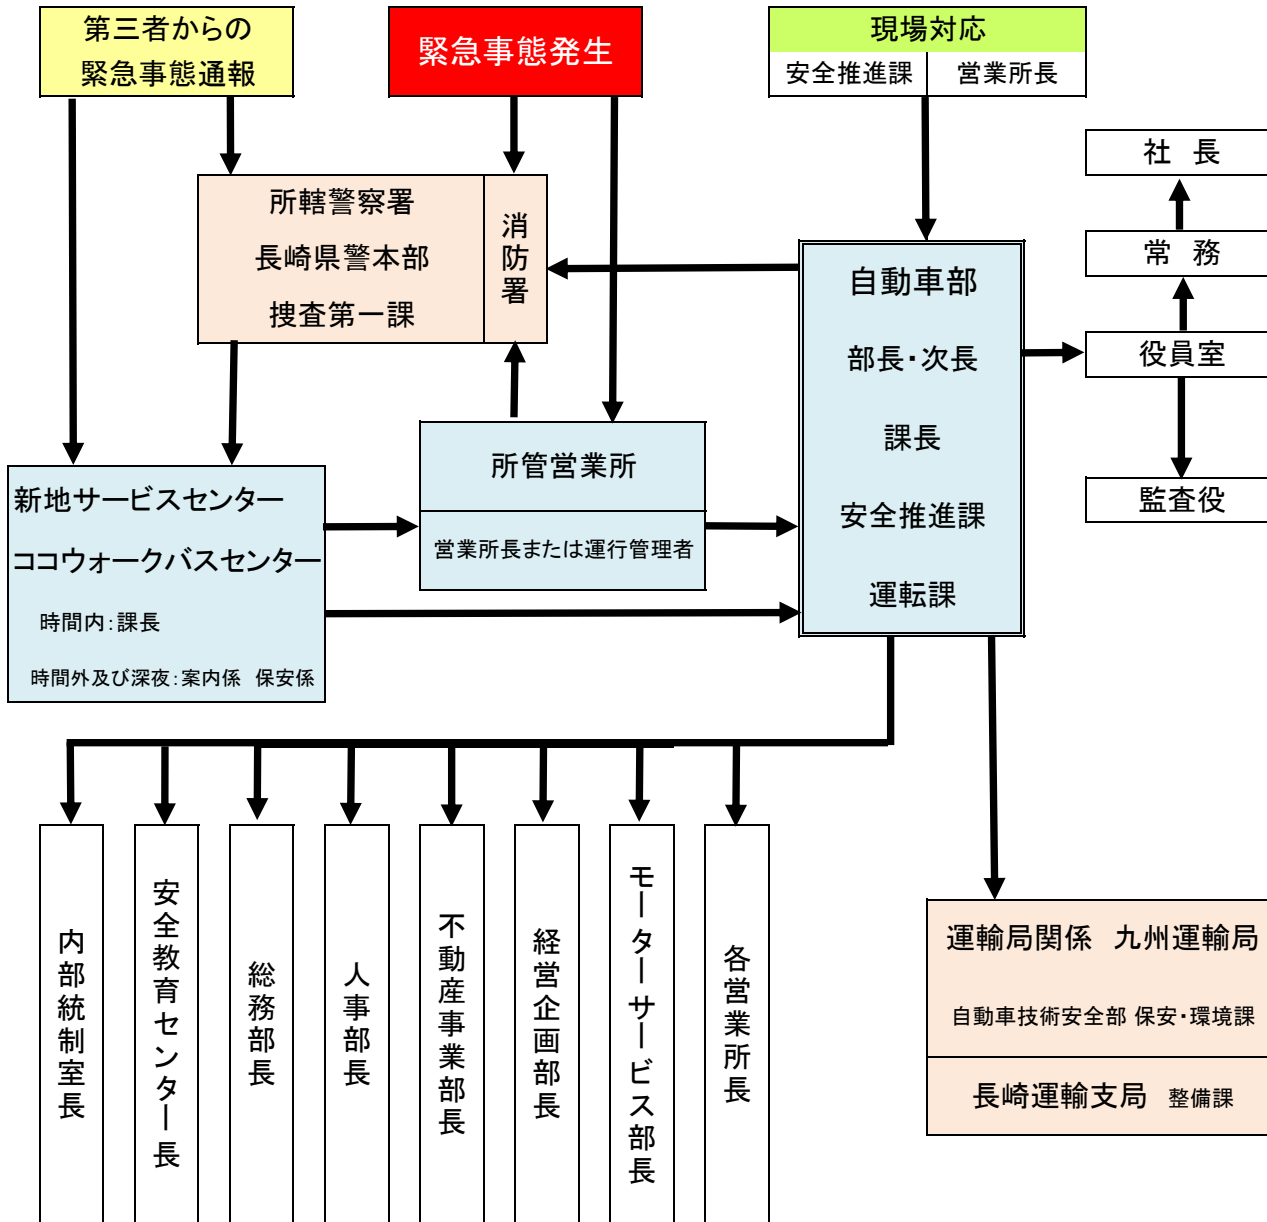 第三者からの
緊急事態通報
緊急事態発生
現場対応
安全推進課
営業所長
社 長
常 務
役員室
監査役
所轄警察署
長崎県警本部
捜査第一課
消防署
自動車部
部長・次長
課長
安全推進課
運転課
所管営業所
営業所長または運行管理者
新地サービスセンター
ココウォークバスセンター
時間内：課長
時間外及び深夜：案内係 保安係
内部統制室長
安全教育センター長
総務部長
人事部長
不動産事業部長
経営企画部長
モーターサービス部長
各営業所長
運輸局関係 九州運輸局
自動車技術安全部 保安・環境課
長崎運輸支局 整備課